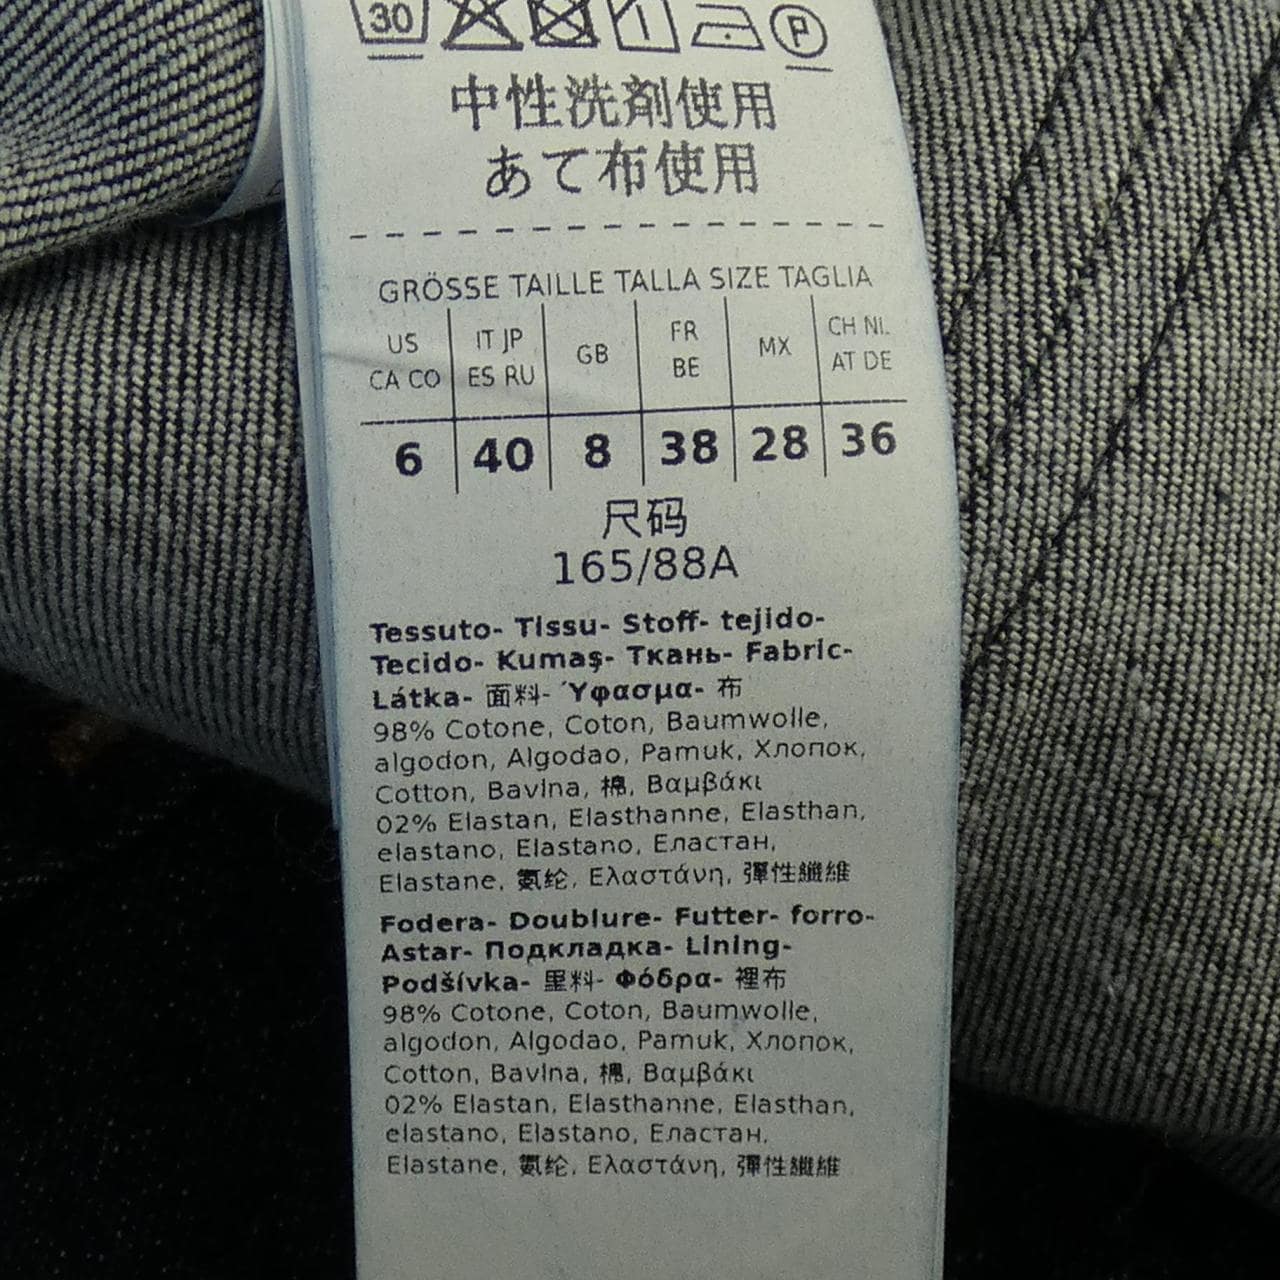 30 P
中性洗剤使用
あて布使用
GRÖSSE TAILLE TALLA SIZE TAGLIA
US CA CO IT JP ES RU GB FR BE MX CH NL AT DE
6 40 8 38 28 36
尺码
165/88A
Tessuto- Tissu- Stoff- tejido-
Tecido- Kumaş- Ткань- Fabric-
Látka- 面料- Ύφασμα- 布
98% Cotone, Coton, Baumwolle,
algodon, Algodao, Pamuk, Хлопок,
Cotton, Bavlna, 棉, Βαμβάκι
02% Elastan, Elasthanne, Elasthan,
elastano, Elastano, Еластан,
Elastane, 氨纶, Ελαστάνη, 彈性纖維
Fodera- Doublure- Futter- forro-
Astar- Подкладка- Lining-
Podšívka- 里料- Φόδρα- 裡布
98% Cotone, Coton, Baumwolle,
algodon, Algodao, Pamuk, Хлопок,
Cotton, Bavlna, 棉, Βαμβάκι
02% Elastan, Elasthanne, Elasthan,
elastano, Elastano, Еластан,
Elastane, 氨纶, Ελαστάνη, 彈性纖維